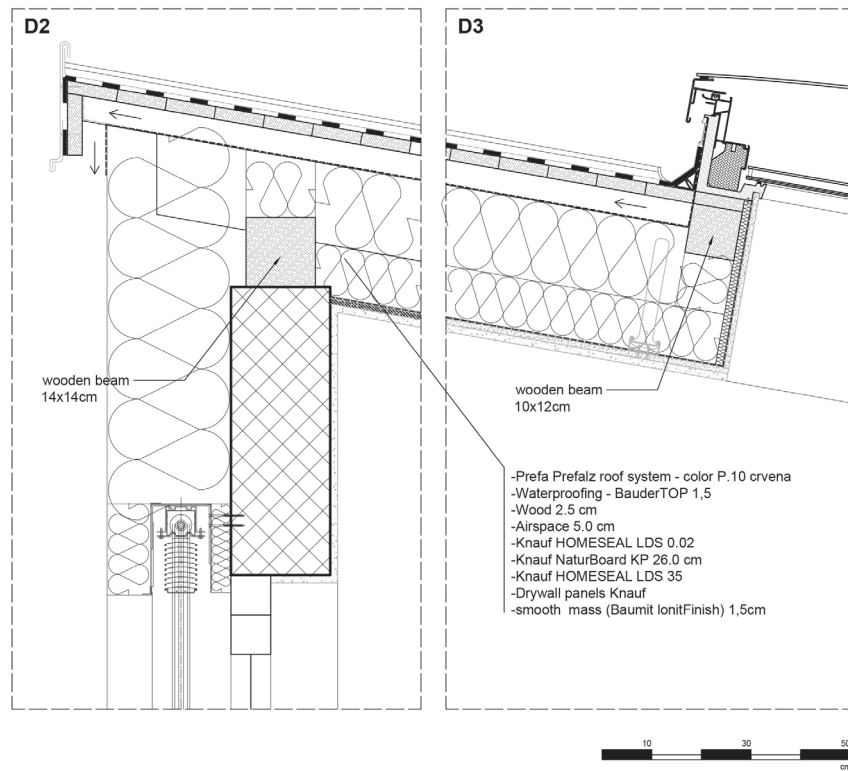 D2
D3
wooden beam
14x14cm
wooden beam
10x12cm
-Prefa Prefalz roof system - color P.10 crvena
-Waterproofing - BauderTOP 1,5
-Wood 2.5 cm
-Airspace 5.0 cm
-Knauf HOMESEAL LDS 0.02
-Knauf NaturBoard KP 26.0 cm
-Knauf HOMESEAL LDS 35
-Drywall panels Knauf
-smooth mass (Baumit IonitFinish) 1,5cm
10 30 50
cm